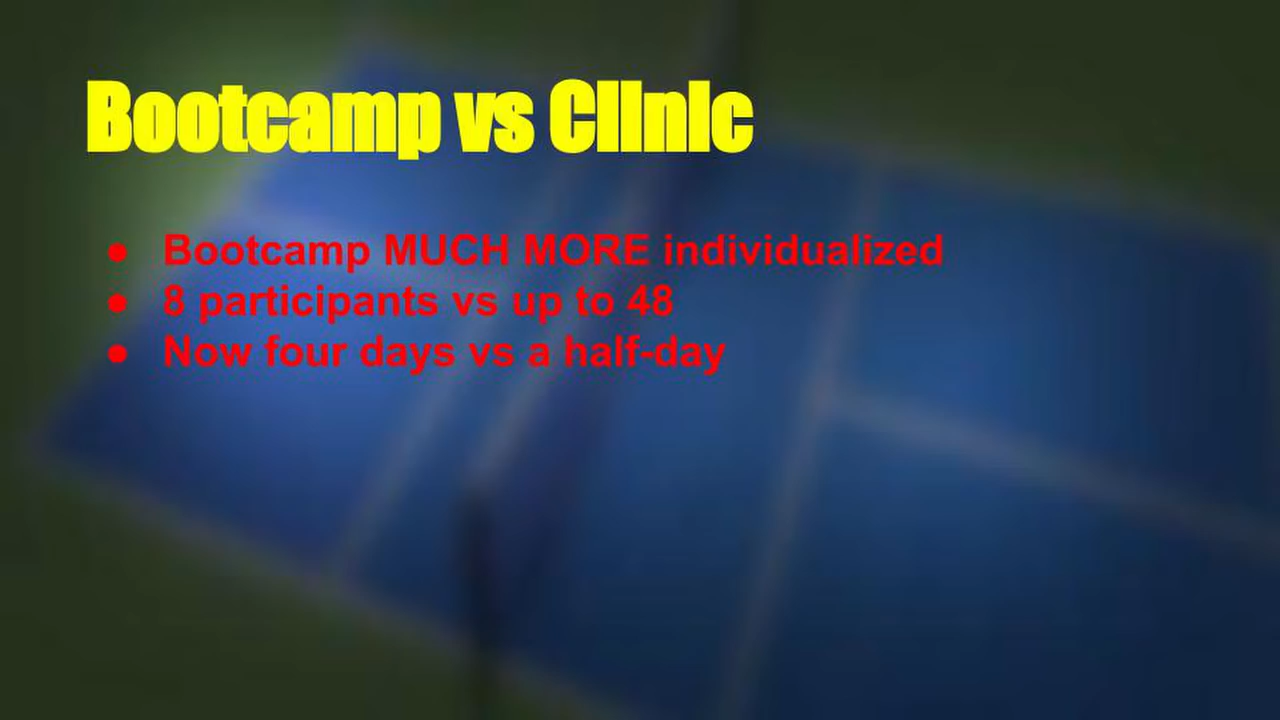 Bootcamp vs Clinic
● Bootcamp MUCH MORE individualized
● 8 participants vs up to 48
● Now four days vs a half-day